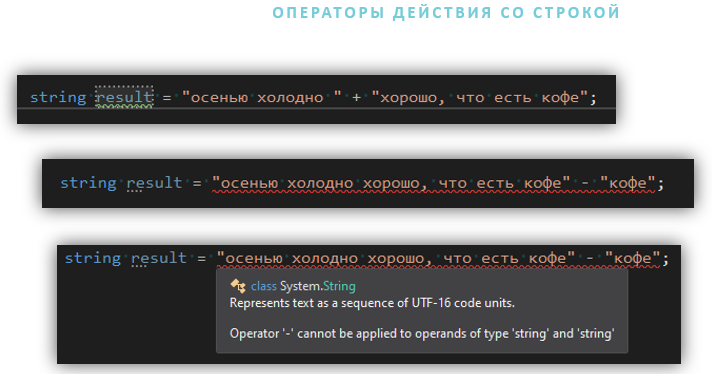 ОПЕРАТОРЫ ДЕЙСТВИЯ СО СТРОКОЙ
string result = "осенью холодно " + "хорошо, что есть кофе";
string result = "осенью холодно хорошо, что есть кофе" - "кофе";
string result = "осенью холодно хорошо, что есть кофе" - "кофе";
class System.String
Represents text as a sequence of UTF-16 code units.
Operator '-' cannot be applied to operands of type 'string' and 'string'